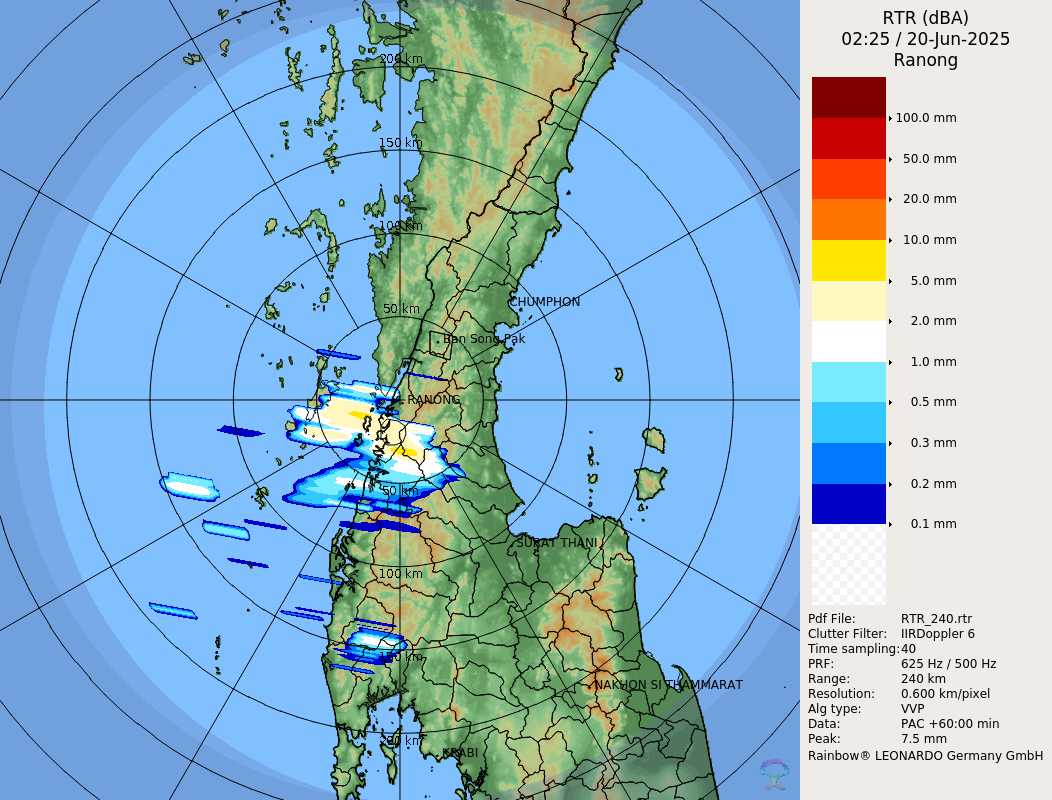 RTR (dBA)
02:25 / 20-Jun-2025
Ranong
200 km
150 km
100 km
50 km
CHUMPHON
Ban Song Pak
RANONG
50 km
SURAT THANI
100 km
150 km
NAKHON SI THAMMARAT
200 km
KRABI
100.0 mm
50.0 mm
20.0 mm
10.0 mm
5.0 mm
2.0 mm
1.0 mm
0.5 mm
0.3 mm
0.2 mm
0.1 mm
Pdf File: RTR_240.rtr
Clutter Filter: IIRDoppler 6
Time sampling:40
PRF: 625 Hz / 500 Hz
Range: 240 km
Resolution: 0.600 km/pixel
Alg type: VVP
Data: PAC +60:00 min
Peak: 7.5 mm
Rainbow® LEONARDO Germany GmbH